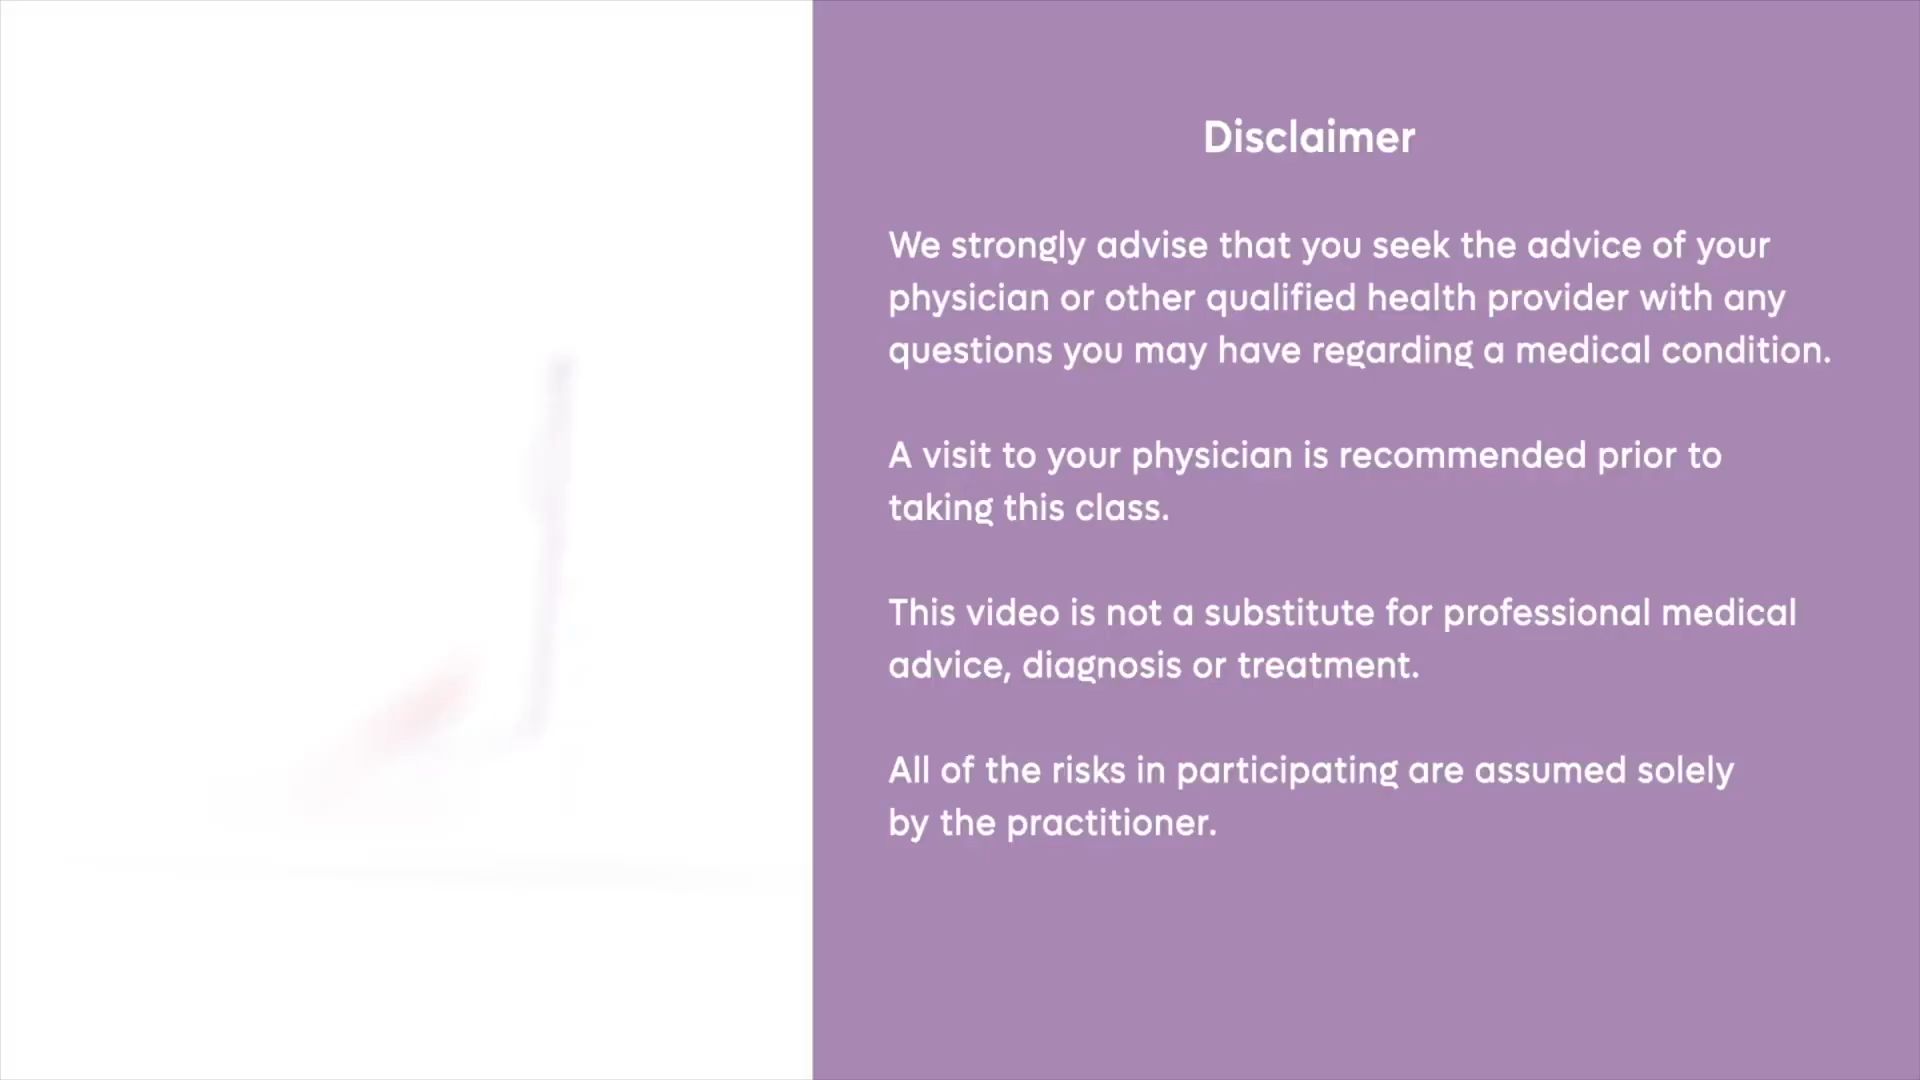 Disclaimer
We strongly advise that you seek the advice of your
physician or other qualified health provider with any
questions you may have regarding a medical condition.
A visit to your physician is recommended prior to
taking this class.
This video is not a substitute for professional medical
advice, diagnosis or treatment.
All of the risks in participating are assumed solely
by the practitioner.